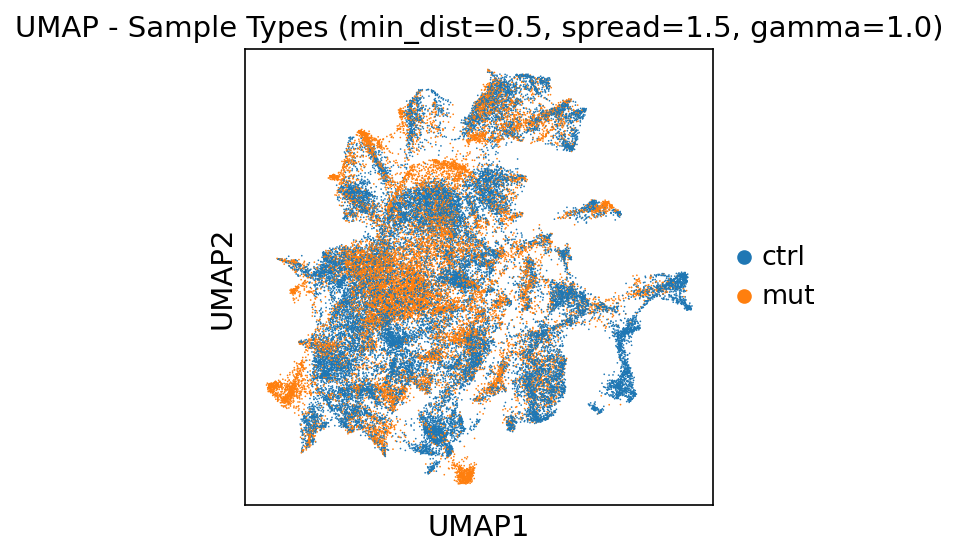 UMAP - Sample Types (min_dist=0.5, spread=1.5, gamma=1.0)
UMAP2
ctrl
mut
UMAP1